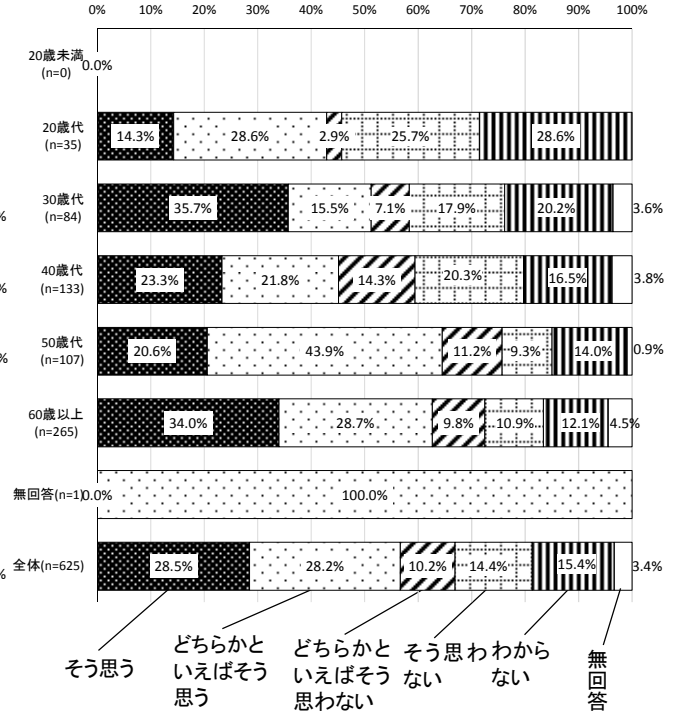 0% 10% 20% 30% 40% 50% 60% 70% 80% 90% 100%
20歳未満
(n=0)
0.0%
20歳代
(n=35)
14.3% 28.6% 2.9% 25.7% 28.6%
30歳代
(n=84)
35.7% 15.5% 7.1% 17.9% 20.2% 3.6%
%
40歳代
(n=133)
23.3% 21.8% 14.3% 20.3% 16.5% 3.8%
%
50歳代
(n=107)
20.6% 43.9% 11.2% 9.3% 14.0% 0.9%
%
60歳以上
(n=265)
34.0% 28.7% 9.8% 10.9% 12.1% 4.5%
無回答(n=1) 0.0% 100.0%
% 全体(n=625) 28.5% 28.2% 10.2% 14.4% 15.4% 3.4%
そう思う
どちらかと
いえばそう
思う
どちらかと
いえばそう
思わない
そう思わ
ない
わから
ない
無回答